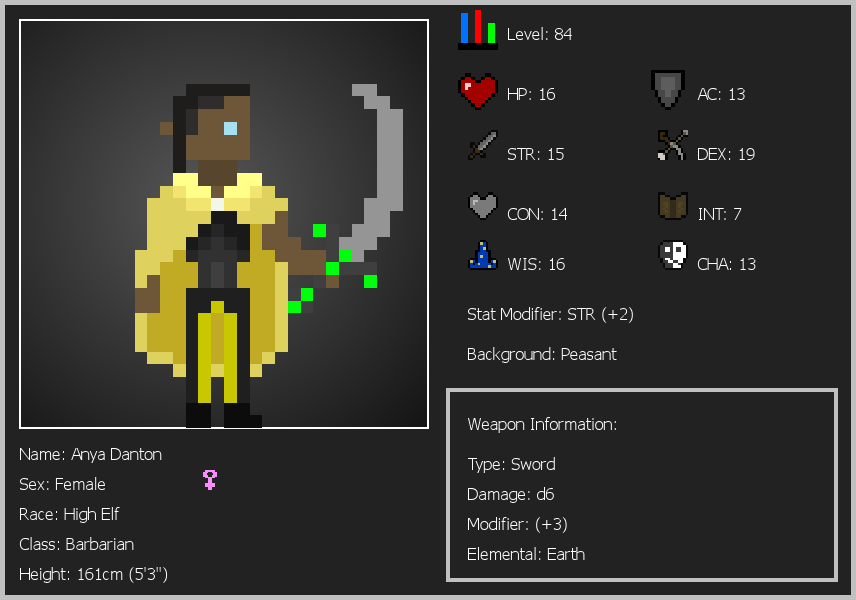 Level: 84
HP: 16
AC: 13
STR: 15
DEX: 19
CON: 14
INT: 7
WIS: 16
CHA: 13
Stat Modifier: STR (+2)
Background: Peasant
Weapon Information:
Type: Sword
Damage: d6
Modifier: (+3)
Elemental: Earth
Name: Anya Danton
Sex: Female
Race: High Elf
Class: Barbarian
Height: 161cm (5'3")